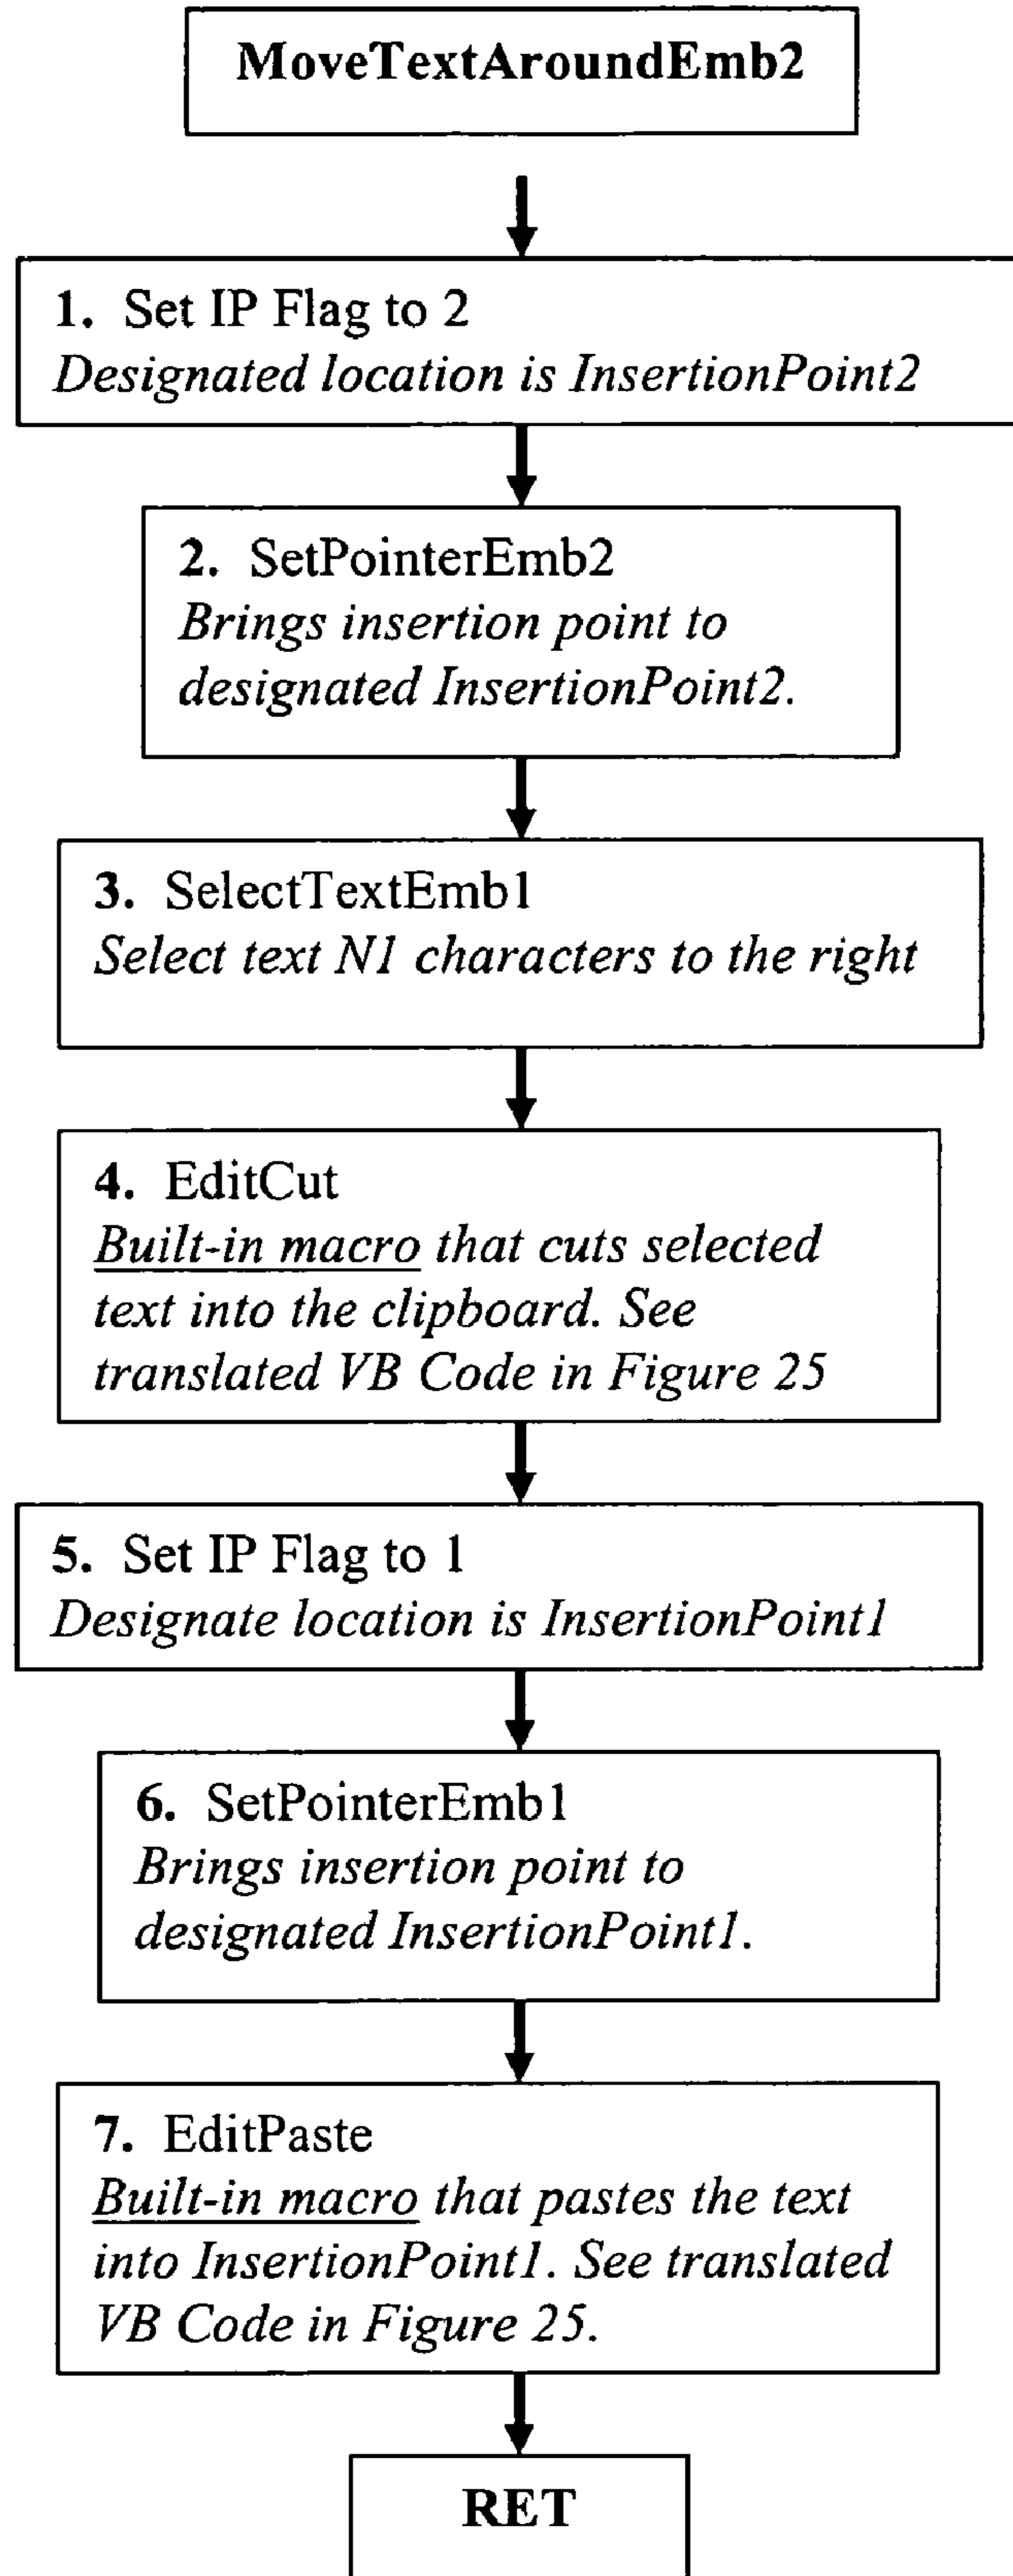 MoveTextAroundEmb2
1. Set IP Flag to 2
Designated location is InsertionPoint2
2. SetPointerEmb2
Brings insertion point to
designated InsertionPoint2.
3. SelectTextEmb1
Select text N1 characters to the right
4. EditCut
Built-in macro that cuts selected
text into the clipboard. See
translated VB Code in Figure 25
5. Set IP Flag to 1
Designate location is InsertionPoint1
6. SetPointerEmb1
Brings insertion point to
designated InsertionPoint1.
7. EditPaste
Built-in macro that pastes the text
into InsertionPoint1. See translated
VB Code in Figure 25.
RET